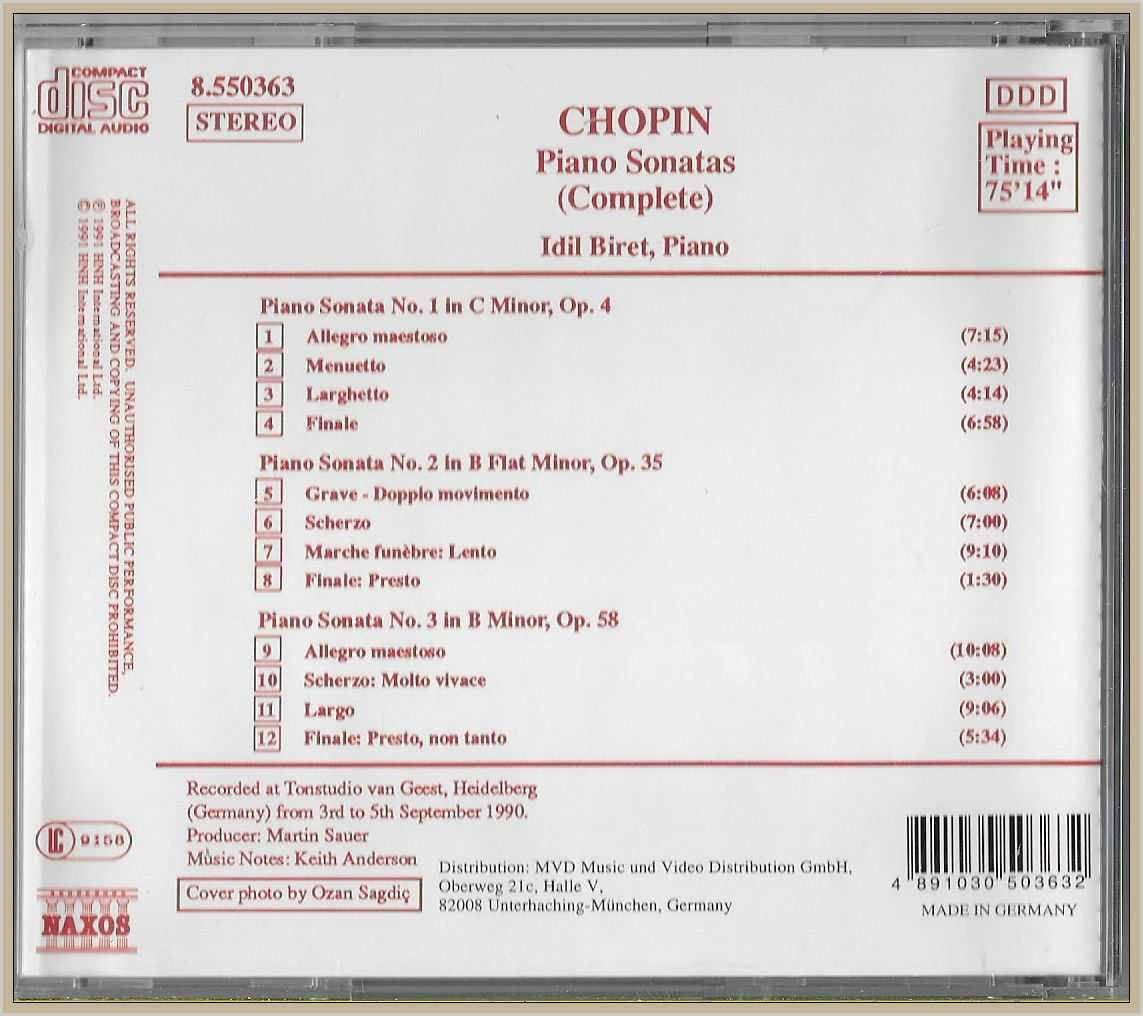 COMPACT
disc
DIGITAL AUDIO
8.550363
STEREO
CHOPIN
Piano Sonatas
(Complete)
Idil Biret, Piano
DDD
Playing
Time :
75'14"
ALL RIGHTS RESERVED. UNAUTHORISED PUBLIC PERFORMANCE,
BROADCASTING AND COPYING OF THIS COMPACT DISC PROHIBITED.
℗ 1991 HNH International Ltd.
© 1991 HNH International Ltd.
Piano Sonata No. 1 in C Minor, Op. 4
1 Allegro maestoso (7:15)
2 Menuetto (4:23)
3 Larghetto (4:14)
4 Finale (6:58)
Piano Sonata No. 2 in B Flat Minor, Op. 35
5 Grave - Doppio movimento (6:08)
6 Scherzo (7:00)
7 Marche funèbre: Lento (9:10)
8 Finale: Presto (1:30)
Piano Sonata No. 3 in B Minor, Op. 58
9 Allegro maestoso (10:08)
10 Scherzo: Molto vivace (3:00)
11 Largo (9:06)
12 Finale: Presto, non tanto (5:34)
Recorded at Tonstudio van Geest, Heidelberg
(Germany) from 3rd to 5th September 1990.
Producer: Martin Sauer
Music Notes: Keith Anderson
Cover photo by Ozan Sagdiç
LC 9158
NAXOS
Distribution: MVD Music und Video Distribution GmbH,
Oberweg 21c, Halle V,
82008 Unterhaching-München, Germany
4 891030 503632
MADE IN GERMANY